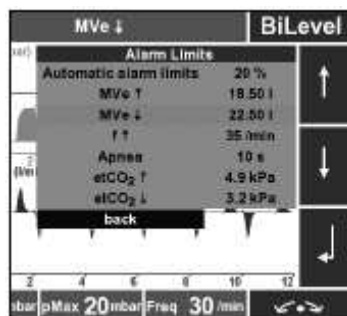 MVe ↓ BiLevel
Alarm Limits
Automatic alarm limits 20 %
MVe ↑ 18.50 l
MVe ↓ 22.50 l
f ↑ 35 /min
Apnea 10 s
etCO₂ ↑ 4.9 kPa
etCO₂ ↓ 3.2 kPa
back
2 4 6 8 10 12
mbar pMax 20 mbar Freq 30 /min